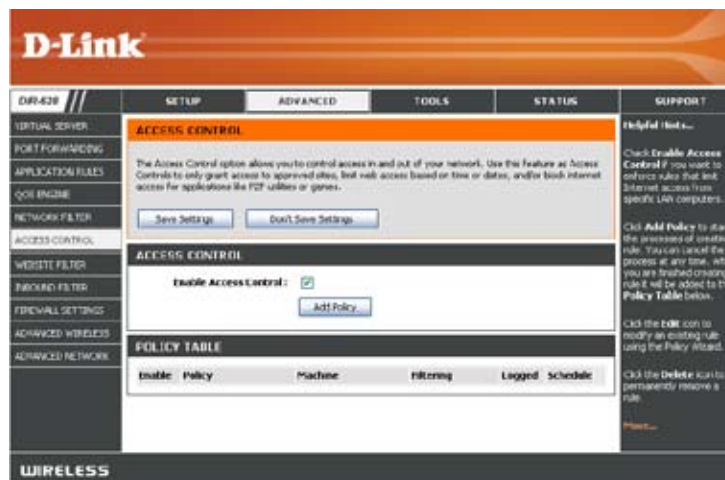 D-Link
DIR-628
SETUP
ADVANCED
TOOLS
STATUS
SUPPORT
VIRTUAL SERVER
PORT FORWARDING
APPLICATION RULES
QOS ENGINE
NETWORK FILTER
ACCESS CONTROL
WEBSITE FILTER
INBOUND FILTER
FIREWALL SETTINGS
ADVANCED WIRELESS
ADVANCED NETWORK
ACCESS CONTROL
The Access Control option allows you to control access in and out of your network. Use this feature as Access
Controls to only grant access to approved sites, limit web access based on time or dates, and/or block internet
access for applications like P2P utilities or games.
Save Settings
Don't Save Settings
ACCESS CONTROL
Enable Access Control :
Add Policy
POLICY TABLE
Enable Policy Machine Filtering Logged Schedule
Helpful Hints...
Check Enable Access
Control if you want to
enforce rules that limit
Internet access from
specific LAN computers.
Click Add Policy to star
the processes of creatin
rule. You can cancel the
process at any time. Wh
you are finished creatin
rule it will be added to th
Policy Table below.
Click the Edit icon to
modify an existing rule
using the Policy Wizard.
Click the Delete icon to
permanently remove a
rule.
More...
WIRELESS